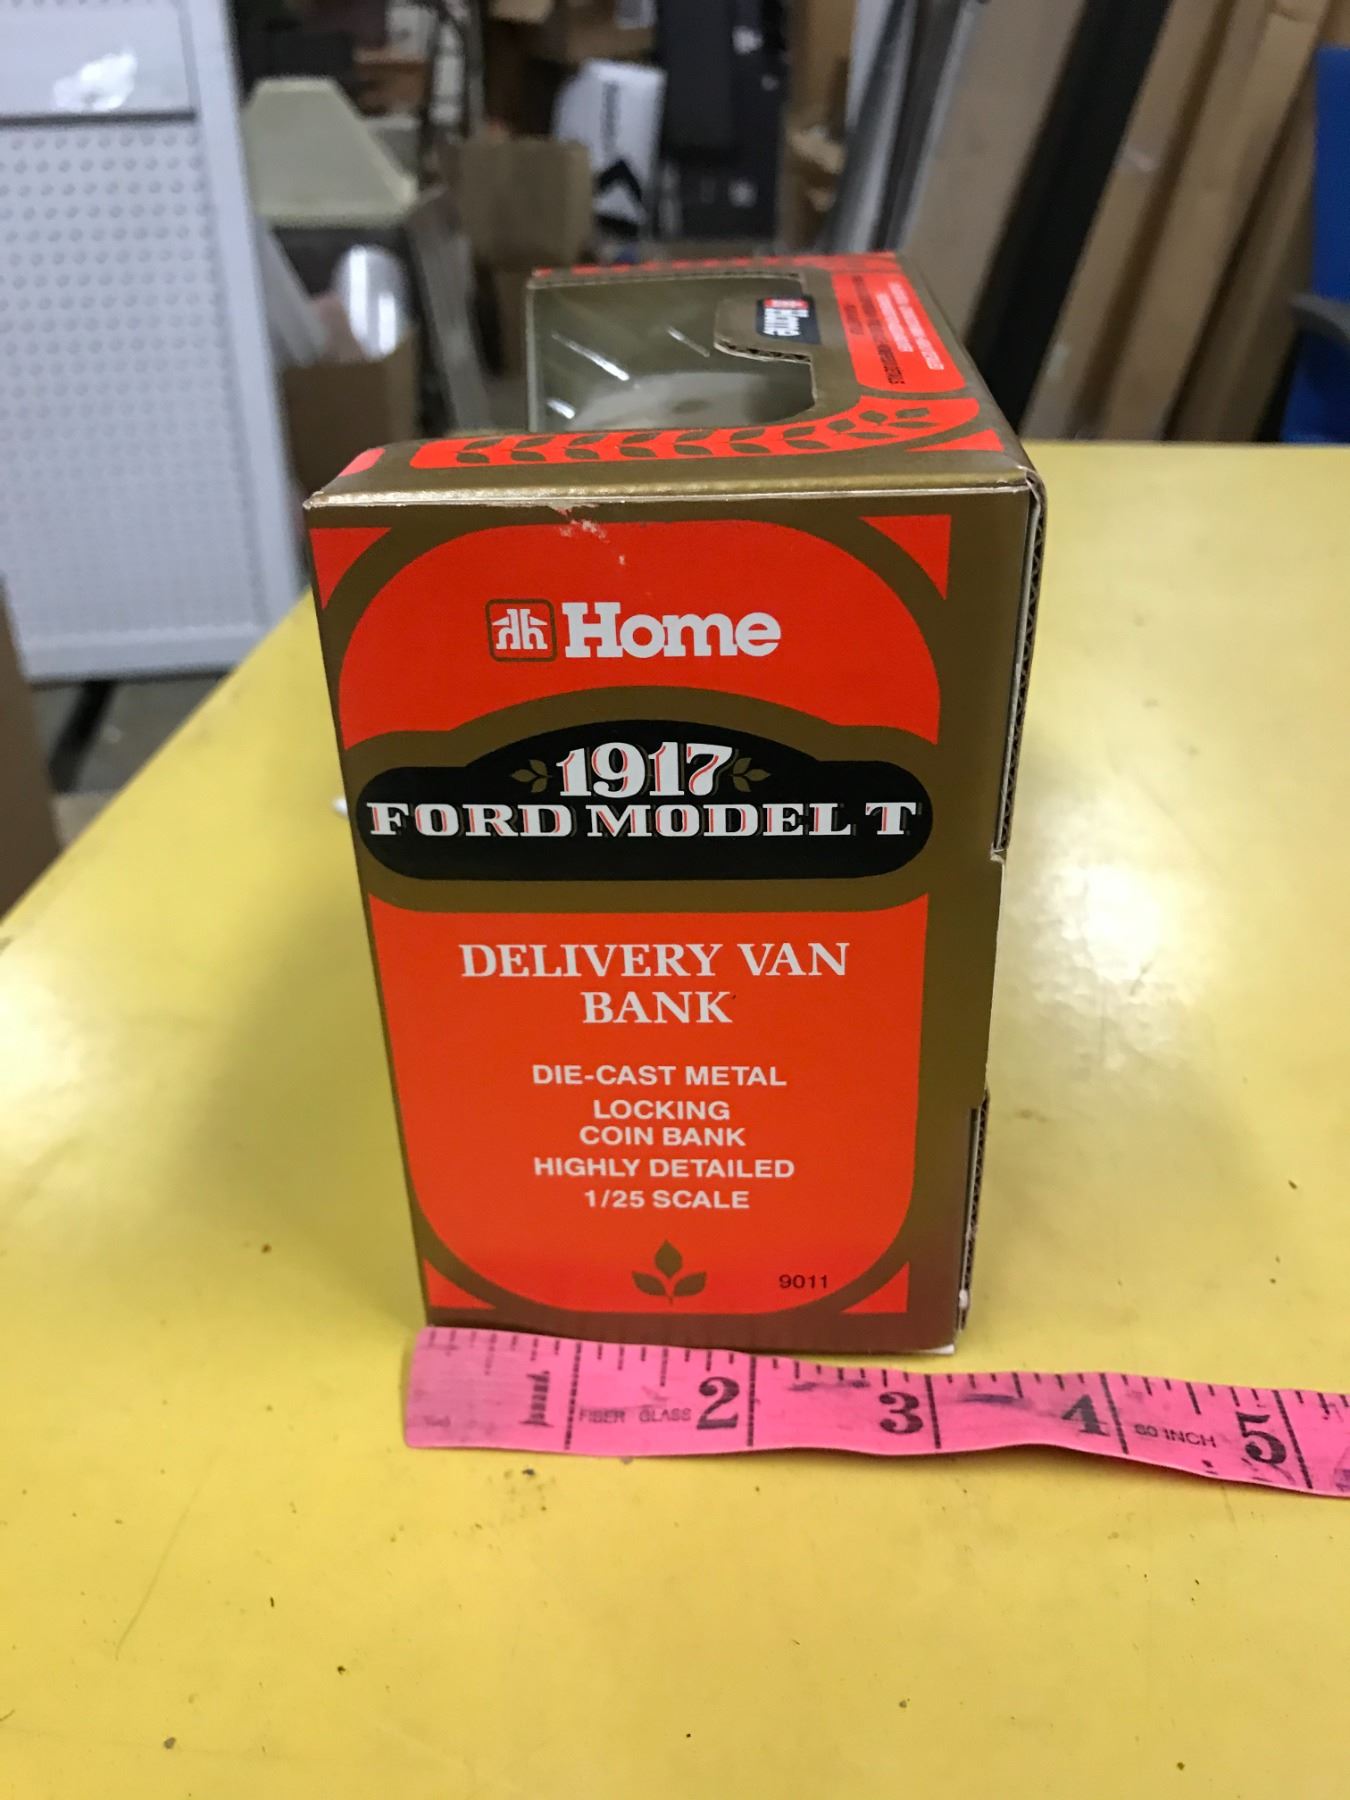 Home
Home
1917
FORD MODEL T
DELIVERY VAN
BANK
DIE-CAST METAL
LOCKING
COIN BANK
HIGHLY DETAILED
1/25 SCALE
9011
FIBER GLASS 2 3 4 60 INCH 5